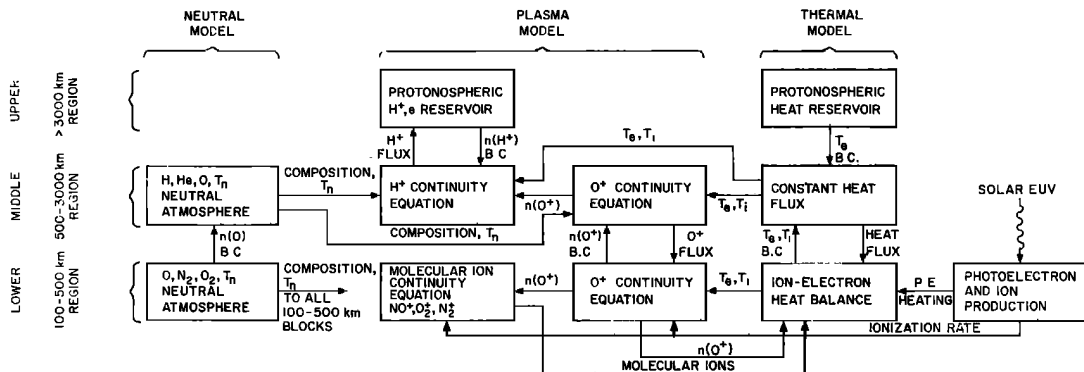 NEUTRAL
MODEL
PLASMA
MODEL
THERMAL
MODEL
UPPER
> 3000 km
REGION
PROTONOSPHERIC
H+, e RESERVOIR
PROTONOSPHERIC
HEAT RESERVOIR
H+
FLUX
n(H+)
B C
Te, Ti
Te
B C.
MIDDLE
500-3000 km
REGION
H, He, O, Tn
NEUTRAL
ATMOSPHERE
COMPOSITION,
Tn
H+ CONTINUITY
EQUATION
n(O+)
O+ CONTINUITY
EQUATION
Te, Ti
CONSTANT HEAT
FLUX
SOLAR EUV
COMPOSITION, Tn
n(O)
B C
n(O+)
B.C
O+
FLUX
Te, Ti
B.C
HEAT
FLUX
LOWER
100-500 km
REGION
O, N2, O2, Tn
NEUTRAL
ATMOSPHERE
COMPOSITION,
Tn
TO ALL
100-500 km
BLOCKS
MOLECULAR ION
CONTINUITY
EQUATION
NO+, O2+, N2+
n(O+)
O+ CONTINUITY
EQUATION
Te, Ti
ION-ELECTRON
HEAT BALANCE
P E
HEATING
PHOTOELECTRON
AND ION
PRODUCTION
IONIZATION RATE
n(O+)
MOLECULAR IONS